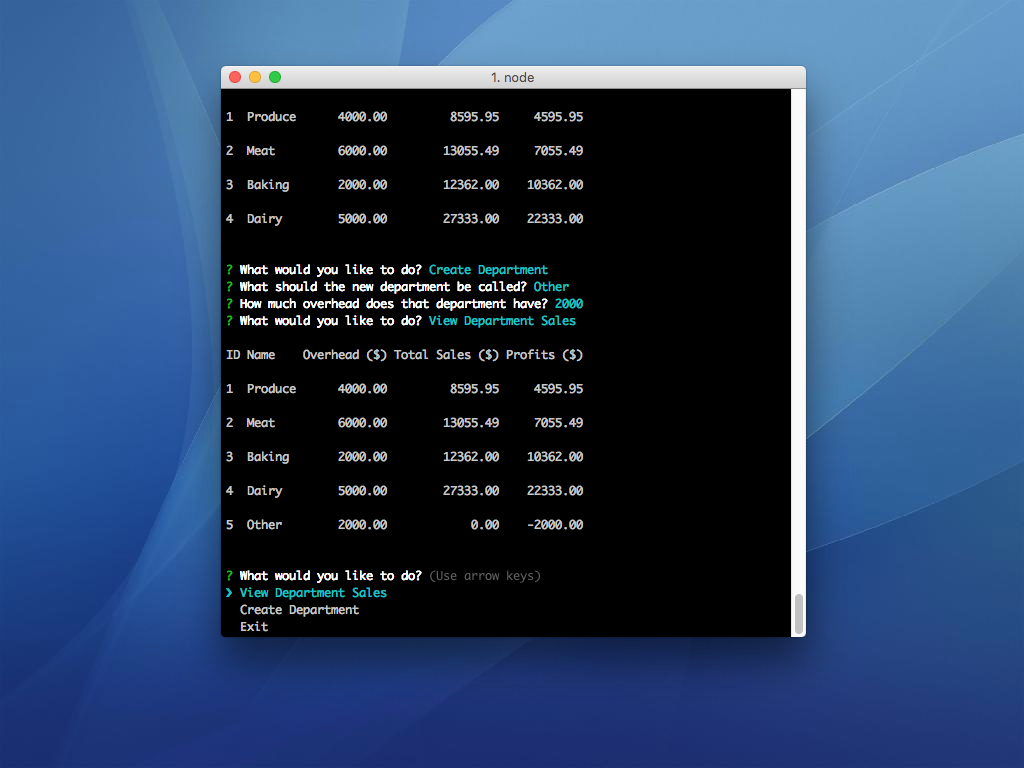 1. node
1 Produce 4000.00 8595.95 4595.95
2 Meat 6000.00 13055.49 7055.49
3 Baking 2000.00 12362.00 10362.00
4 Dairy 5000.00 27333.00 22333.00
? What would you like to do? Create Department
? What should the new department be called? Other
? How much overhead does that department have? 2000
? What would you like to do? View Department Sales
ID Name Overhead ($) Total Sales ($) Profits ($)
1 Produce 4000.00 8595.95 4595.95
2 Meat 6000.00 13055.49 7055.49
3 Baking 2000.00 12362.00 10362.00
4 Dairy 5000.00 27333.00 22333.00
5 Other 2000.00 0.00 -2000.00
? What would you like to do? (Use arrow keys)
❯ View Department Sales
Create Department
Exit